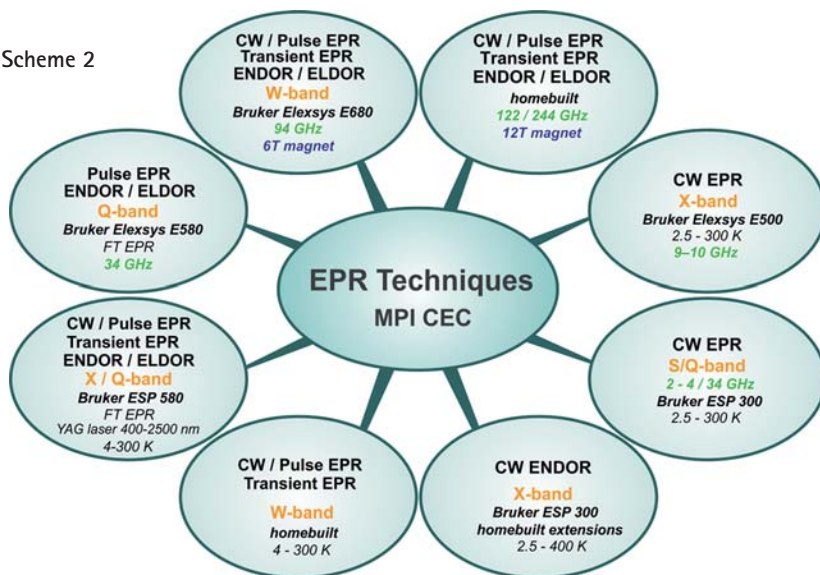 Scheme 2
CW / Pulse EPR
Transient EPR
ENDOR / ELDOR
W-band
Bruker Elexsys E680
94 GHz
6T magnet
CW / Pulse EPR
Transient EPR
ENDOR / ELDOR
homebuilt
122 / 244 GHz
12T magnet
Pulse EPR
ENDOR / ELDOR
Q-band
Bruker Elexsys E580
FT EPR
34 GHz
CW EPR
X-band
Bruker Elexsys E500
2.5 - 300 K
9–10 GHz
EPR Techniques
MPI CEC
CW / Pulse EPR
Transient EPR
ENDOR / ELDOR
X / Q-band
Bruker ESP 580
FT EPR
YAG laser 400-2500 nm
4-300 K
CW EPR
S/Q-band
2 - 4 / 34 GHz
Bruker ESP 300
2.5 - 300 K
CW / Pulse EPR
Transient EPR
W-band
homebuilt
4 - 300 K
CW ENDOR
X-band
Bruker ESP 300
homebuilt extensions
2.5 - 400 K